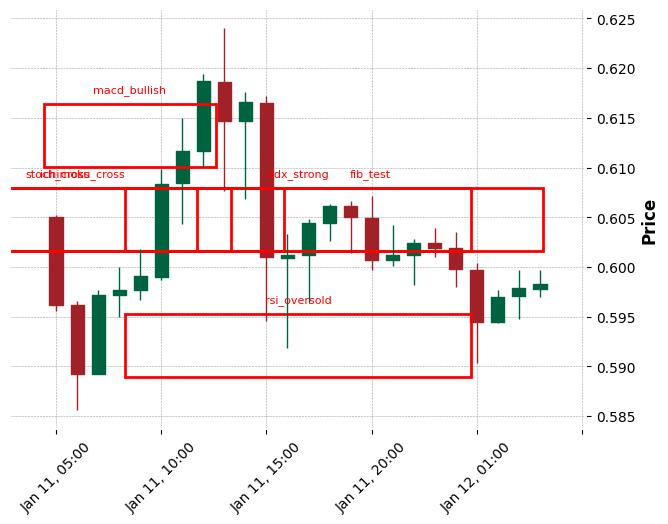 0.625
0.620
macd_bullish
0.615
0.610
fib_test
0.605
Price
0.600
rsi_oversold
0.595
0.590
0.585
Jan 11, 05:00
Jan 11, 10:00
Jan 11, 15:00
Jan 11, 20:00
Jan 12, 01:00